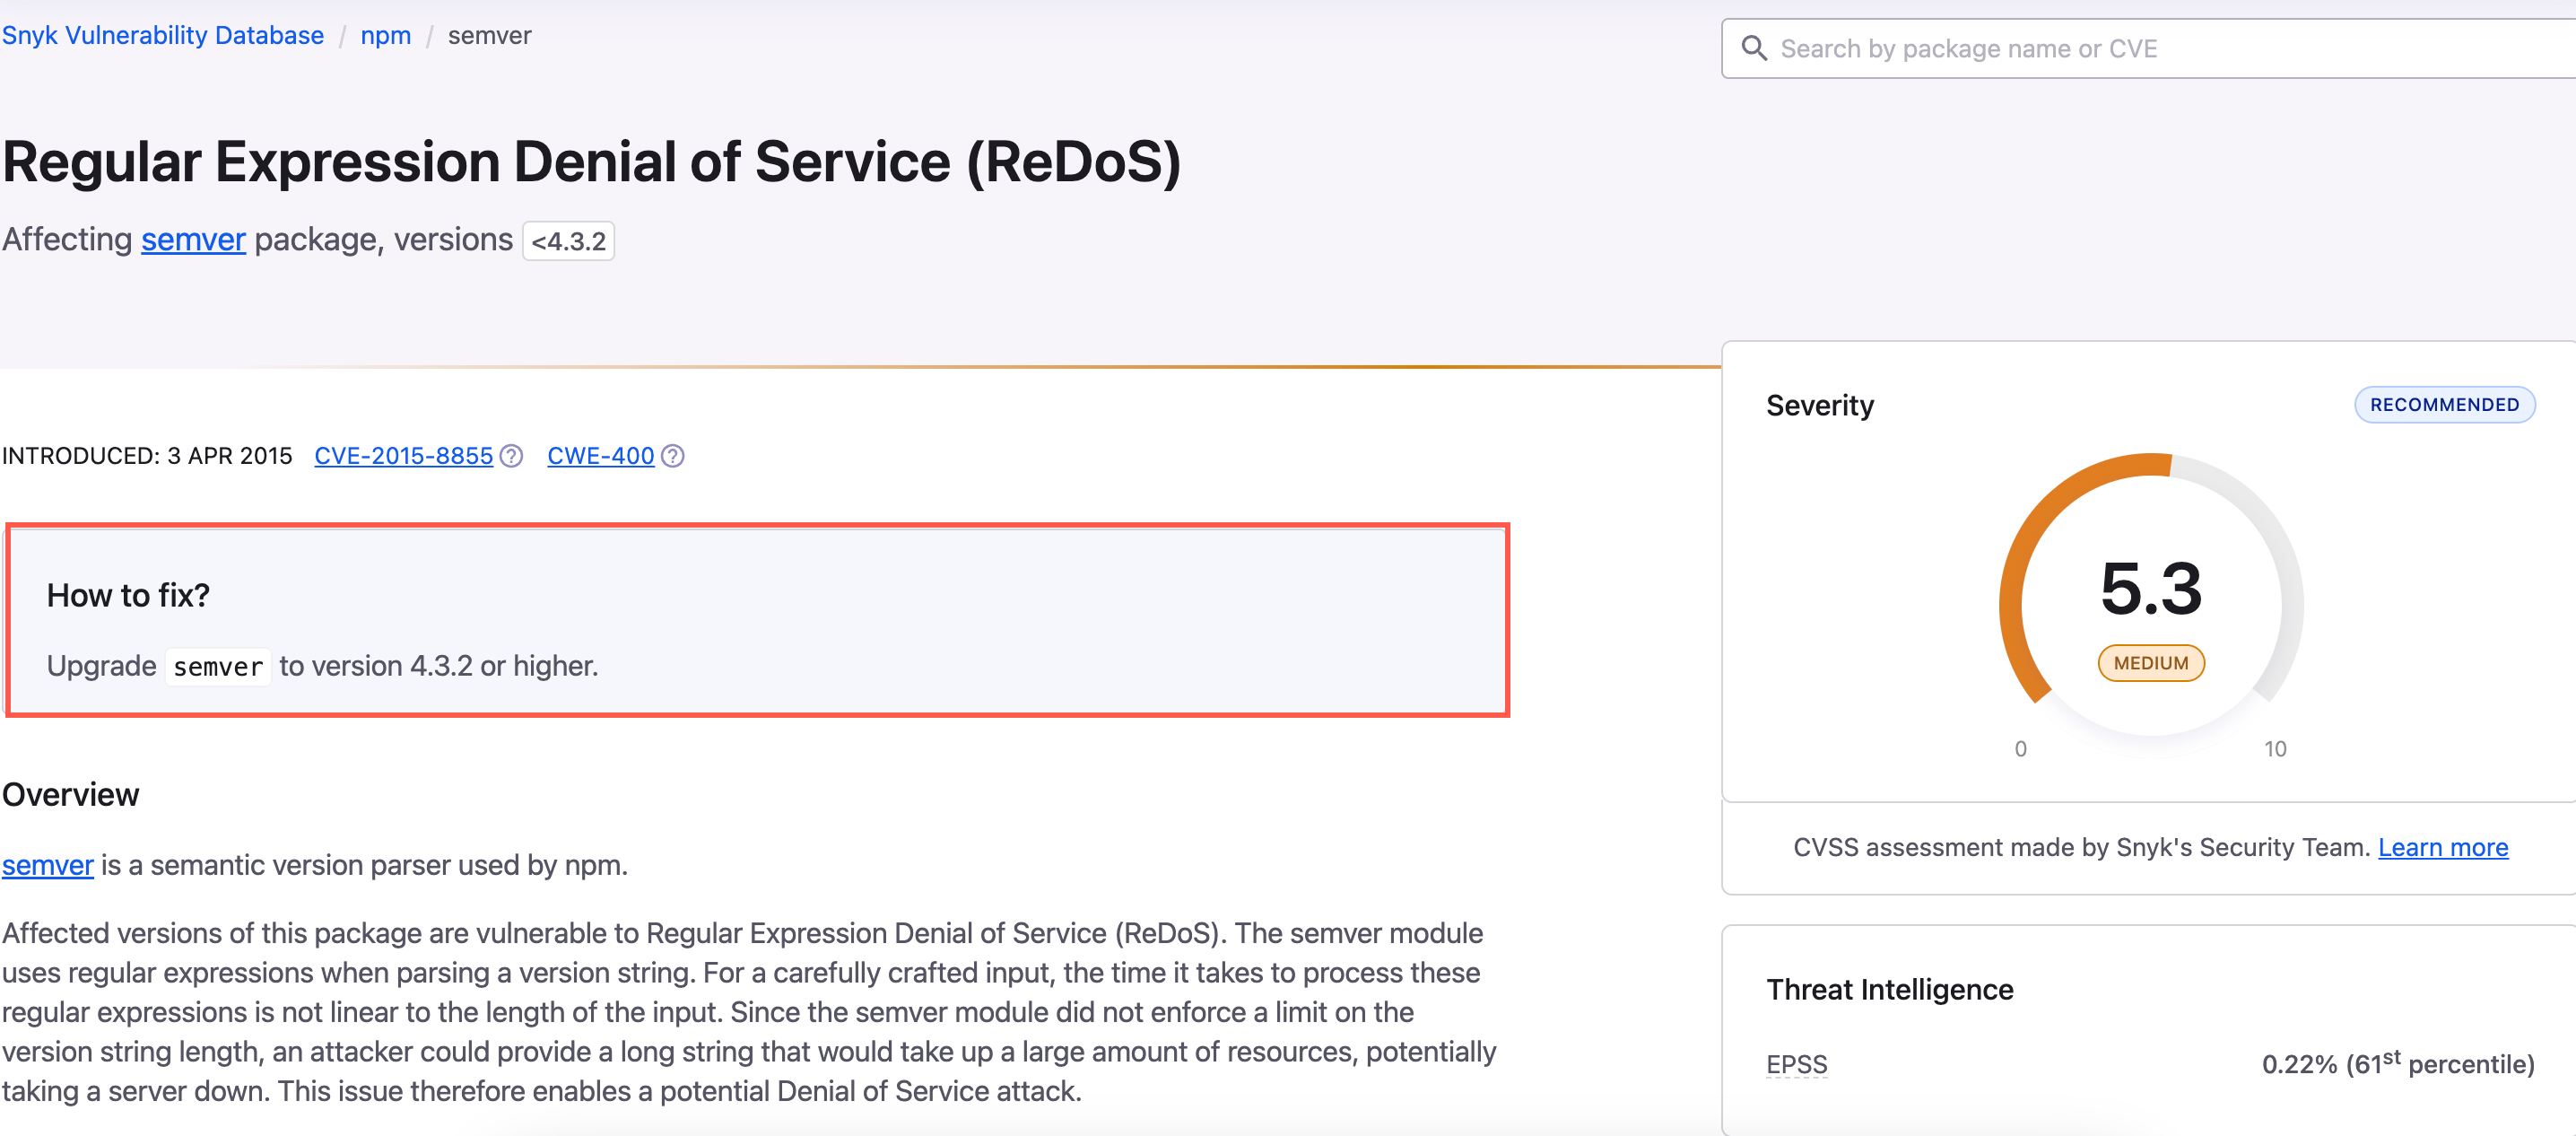 Snyk Vulnerability Database / npm / semver
Search by package name or CVE
Regular Expression Denial of Service (ReDoS)
Affecting semver package, versions <4.3.2
INTRODUCED: 3 APR 2015 CVE-2015-8855 ? CWE-400 ?
How to fix?
Upgrade semver to version 4.3.2 or higher.
Overview
semver is a semantic version parser used by npm.
Affected versions of this package are vulnerable to Regular Expression Denial of Service (ReDoS). The semver module
uses regular expressions when parsing a version string. For a carefully crafted input, the time it takes to process these
regular expressions is not linear to the length of the input. Since the semver module did not enforce a limit on the
version string length, an attacker could provide a long string that would take up a large amount of resources, potentially
taking a server down. This issue therefore enables a potential Denial of Service attack.
Severity RECOMMENDED
5.3
MEDIUM
0 10
CVSS assessment made by Snyk's Security Team. Learn more
Threat Intelligence
EPSS 0.22% (61st percentile)